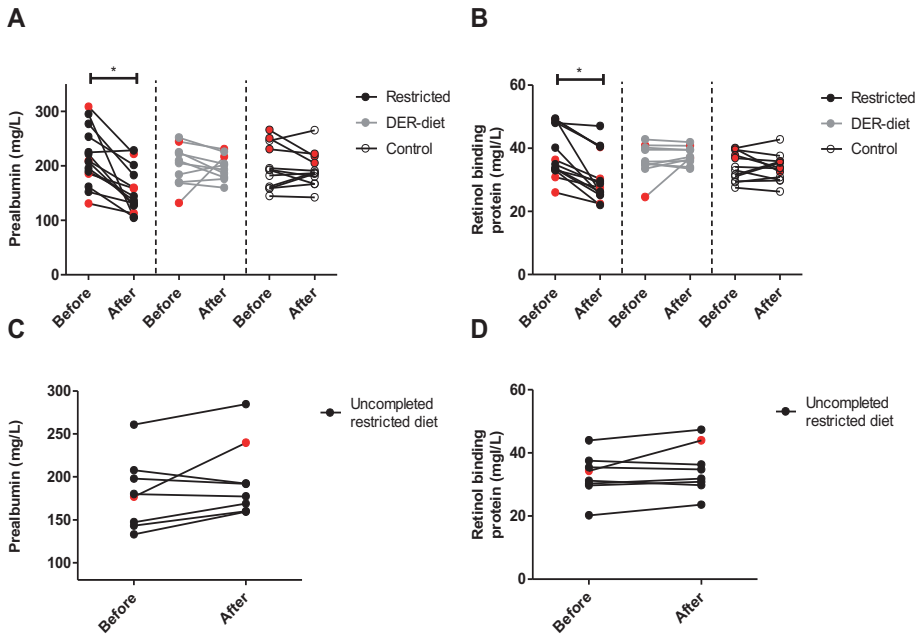 A
Prealbumin (mg/L)
300
200
100
0
*
Before
After
Before
After
Before
After
Restricted
DER-diet
Control
B
Retinol binding
protein (mgl/L)
60
40
20
0
*
Before
After
Before
After
Before
After
Restricted
DER-diet
Control
C
Prealbumin (mg/L)
300
250
200
150
100
Before
After
Uncompleted
restricted diet
D
Retinol binding
protein (mgl/L)
60
40
20
0
Before
After
Uncompleted
restricted diet